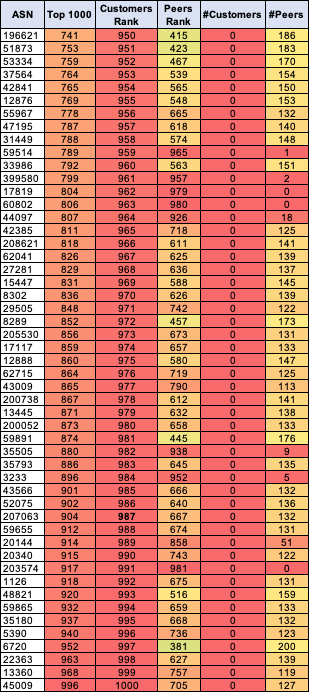 ASN Top 1000 Customers Rank Peers Rank #Customers #Peers
196621 741 950 415 0 186
51873 753 951 423 0 183
53334 759 952 467 0 170
37564 764 953 539 0 154
42841 765 954 565 0 150
12876 769 955 548 0 153
55967 778 956 665 0 132
47195 787 957 618 0 140
31449 788 958 574 0 148
59514 789 959 965 0 1
33986 792 960 563 0 151
399580 799 961 957 0 2
17819 804 962 979 0 0
60802 806 963 980 0 0
44097 807 964 926 0 18
42385 811 965 718 0 125
208621 818 966 611 0 141
62041 826 967 625 0 139
27281 829 968 636 0 137
15447 831 969 588 0 145
8302 836 970 626 0 139
29505 848 971 742 0 122
8289 852 972 457 0 173
205530 856 973 673 0 131
17117 859 974 657 0 133
12888 860 975 580 0 147
62715 864 976 719 0 125
43009 865 977 790 0 113
200738 867 978 612 0 141
13445 871 979 632 0 138
200052 873 980 658 0 133
59891 874 981 445 0 176
35505 880 982 938 0 9
35793 886 983 645 0 135
3233 896 984 952 0 5
43566 901 985 666 0 132
52075 902 986 640 0 136
207063 904 987 667 0 132
59655 912 988 674 0 131
20144 914 989 858 0 51
20340 915 990 743 0 122
203574 917 991 981 0 0
1126 918 992 675 0 131
48821 920 993 516 0 159
59865 932 994 659 0 133
35180 937 995 668 0 132
5390 940 996 736 0 123
6720 952 997 381 0 200
22363 963 998 627 0 139
13360 968 999 757 0 119
45009 996 1000 705 0 127